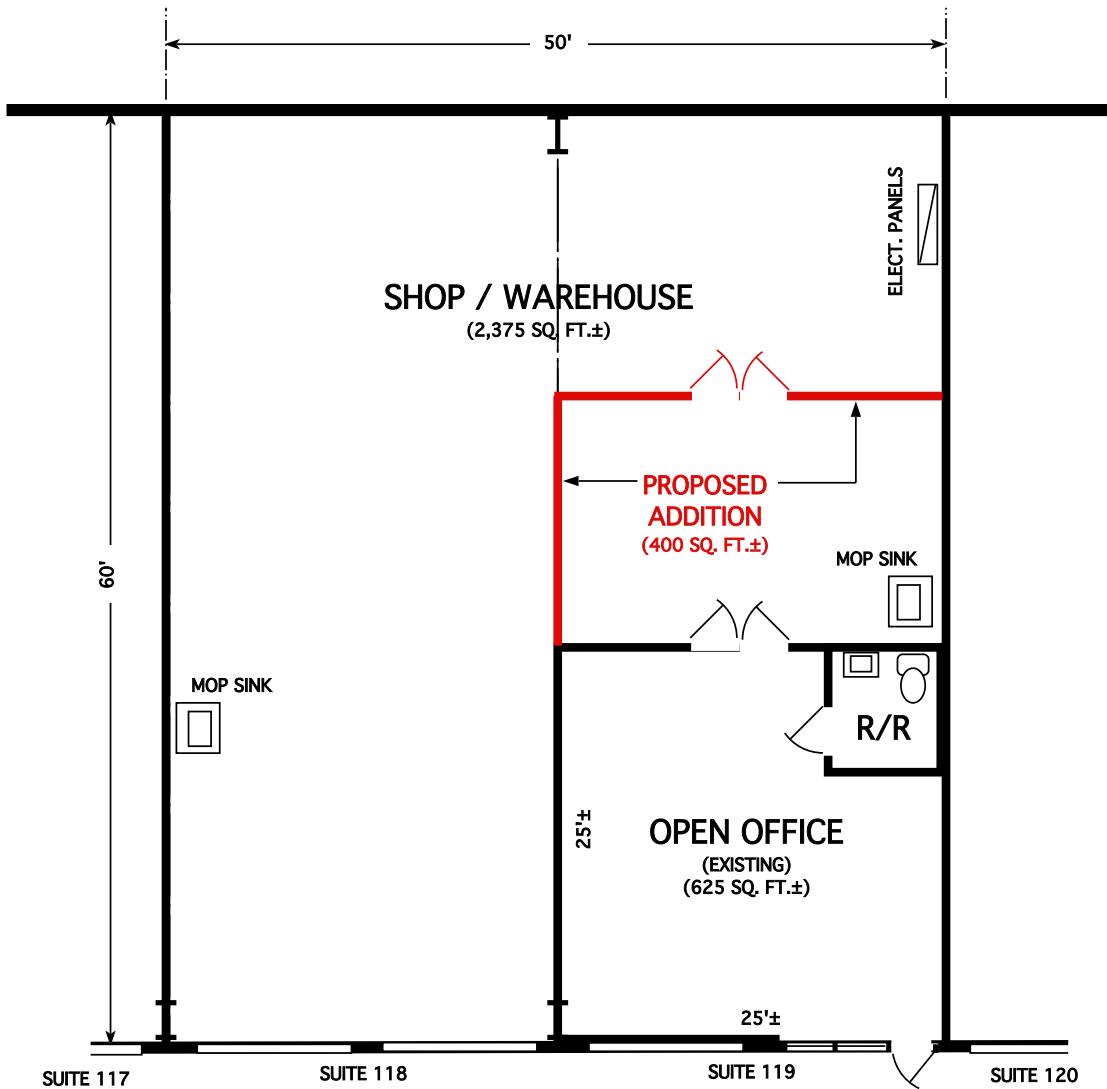 50'
ELECT. PANELS
SHOP / WAREHOUSE
(2,375 SQ. FT.±)
PROPOSED
ADDITION
(400 SQ. FT.±)
MOP SINK
60'
MOP SINK
R/R
25'±
OPEN OFFICE
(EXISTING)
(625 SQ. FT.±)
25'±
SUITE 117
SUITE 118
SUITE 119
SUITE 120